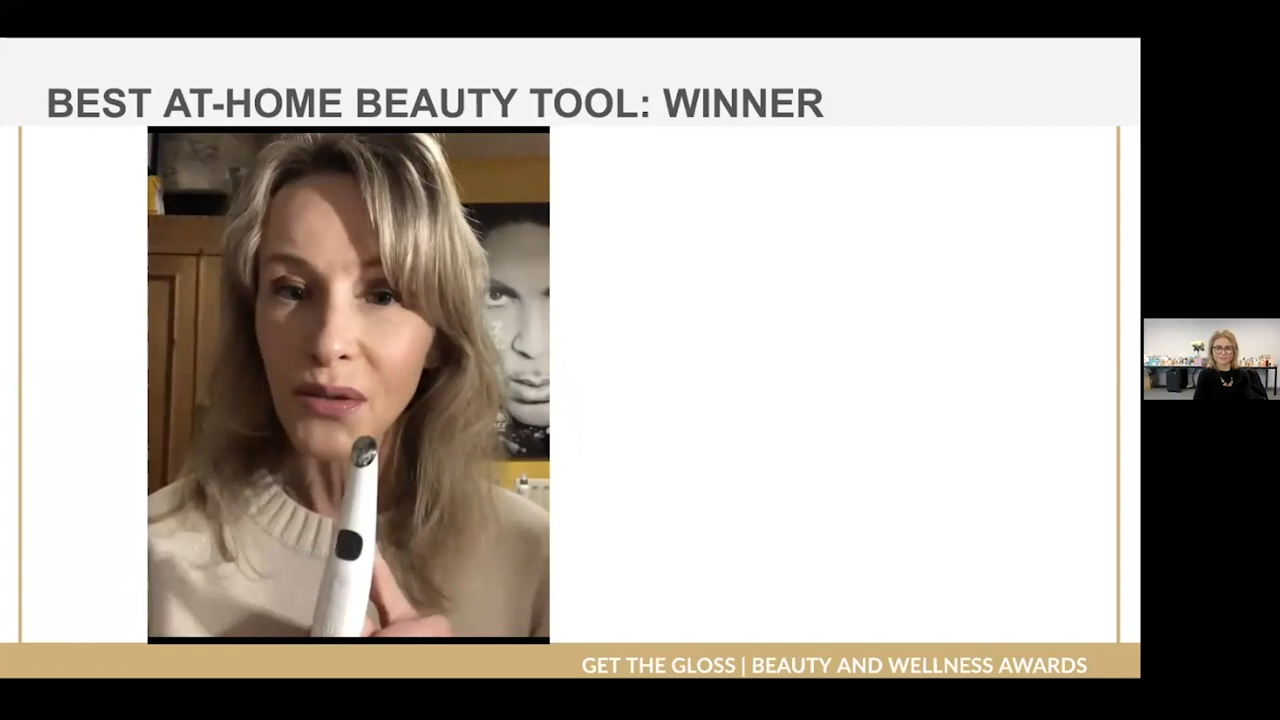 BEST AT-HOME BEAUTY TOOL: WINNER
GET THE GLOSS | BEAUTY AND WELLNESS AWARDS